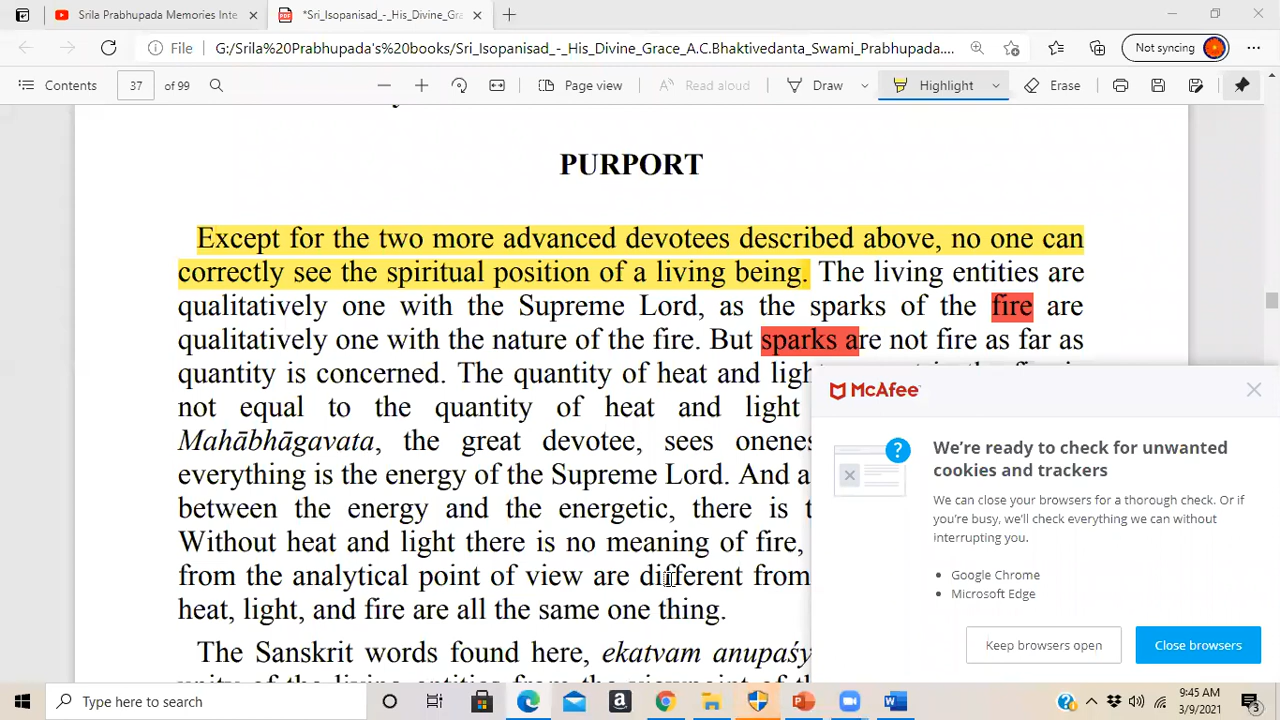 Srila Prabhupada Memories Inte
*Sri_Isopanisad_-_His_Divine_Gra
File
G:/Srila%20Prabhupada's%20books/Sri_Isopanisad_-_His_Divine_Grace_A.C.Bhaktivedanta_Swami_Prabhupada....
Not syncing
Contents
37 of 99
Page view
Read aloud
Draw
Highlight
Erase
PURPORT
Except for the two more advanced devotees described above, no one can
correctly see the spiritual position of a living being. The living entities are
qualitatively one with the Supreme Lord, as the sparks of the fire are
qualitatively one with the nature of the fire. But sparks are not fire as far as
quantity is concerned. The quantity of heat and
not equal to the quantity of heat and light
Mahābhāgavata, the great devotee, sees
everything is the energy of the Supreme Lord. And
between the energy and the energetic, there is
Without heat and light there is no meaning of fire,
from the analytical point of view are different from
heat, light, and fire are all the same one thing.
The Sanskrit words found here, ekatvam
McAfee
We're ready to check for unwanted
cookies and trackers
We can close your browsers for a thorough check. Or if
you're busy, we'll check everything we can without
interrupting you.
• Google Chrome
• Microsoft Edge
Keep browsers open
Close browsers
Type here to search
9:45 AM
3/9/2021
3